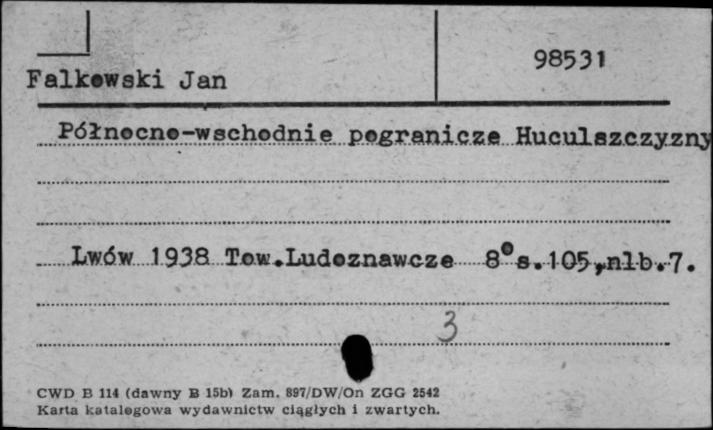 98531
Falkowski Jan
Północno-wschodnie pogranicze Huculszczyzny
Lwów 1938 Tow.Ludoznawcze 8° s.105,nlb.7.
3
CWD B 114 (dawny B 15b) Zam. 897/DW/On ZGG 2542
Karta katalogowa wydawnictw ciągłych i zwartych.